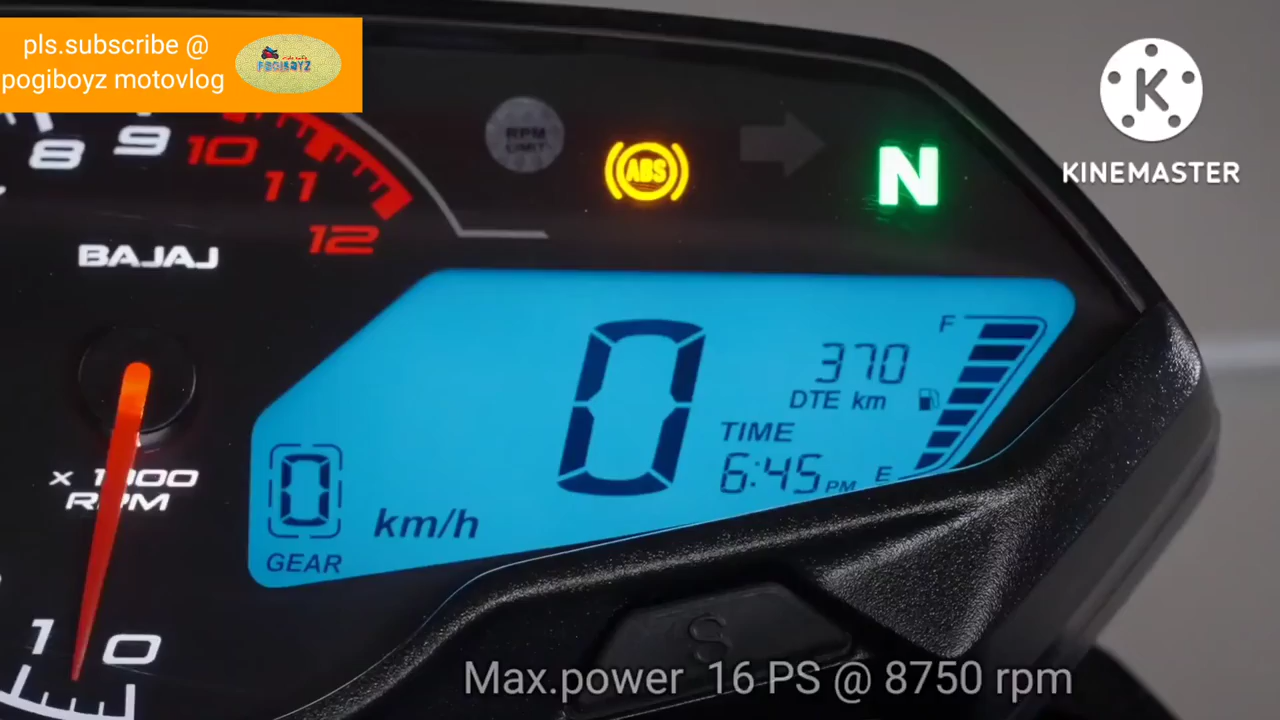 pls.subscribe @
pogiboyz motovlog
POGIBOYZ
K
KINEMASTER
8 9 10 11 12
RPM
LIMIT
ABS
N
BAJAJ
F
370
DTE km
TIME
6:45 PM
E
0
0
km/h
GEAR
x 1000
RPM
1 0
S
Max.power 16 PS @ 8750 rpm